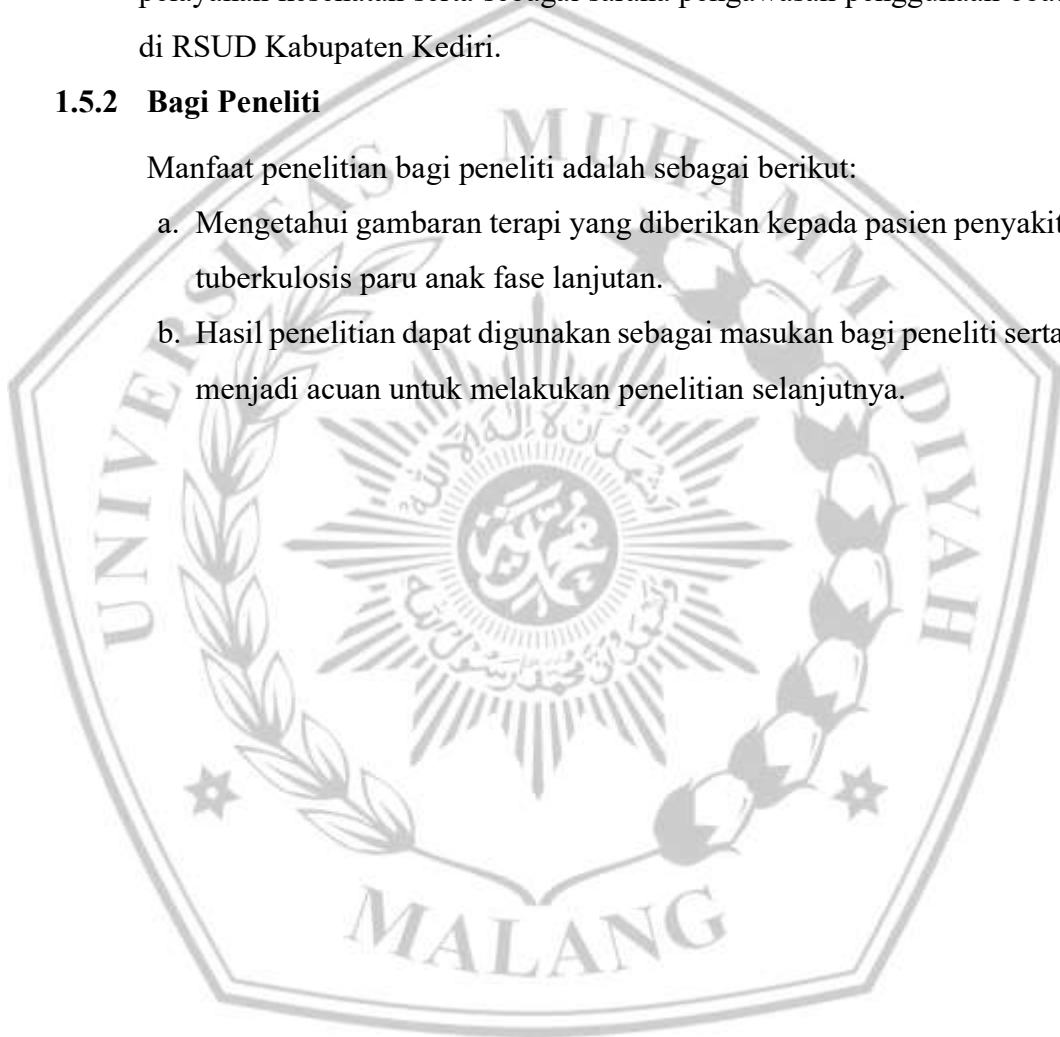 di RSUD Kabupaten Kediri.
1.5.2 Bagi Peneliti
Manfaat penelitian bagi peneliti adalah sebagai berikut:
a. Mengetahui gambaran terapi yang diberikan kepada pasien penyakit
tuberkulosis paru anak fase lanjutan.
b. Hasil penelitian dapat digunakan sebagai masukan bagi peneliti serta
menjadi acuan untuk melakukan penelitian selanjutnya.
UNIVERSITAS MUHAMMADIYAH
MALANG